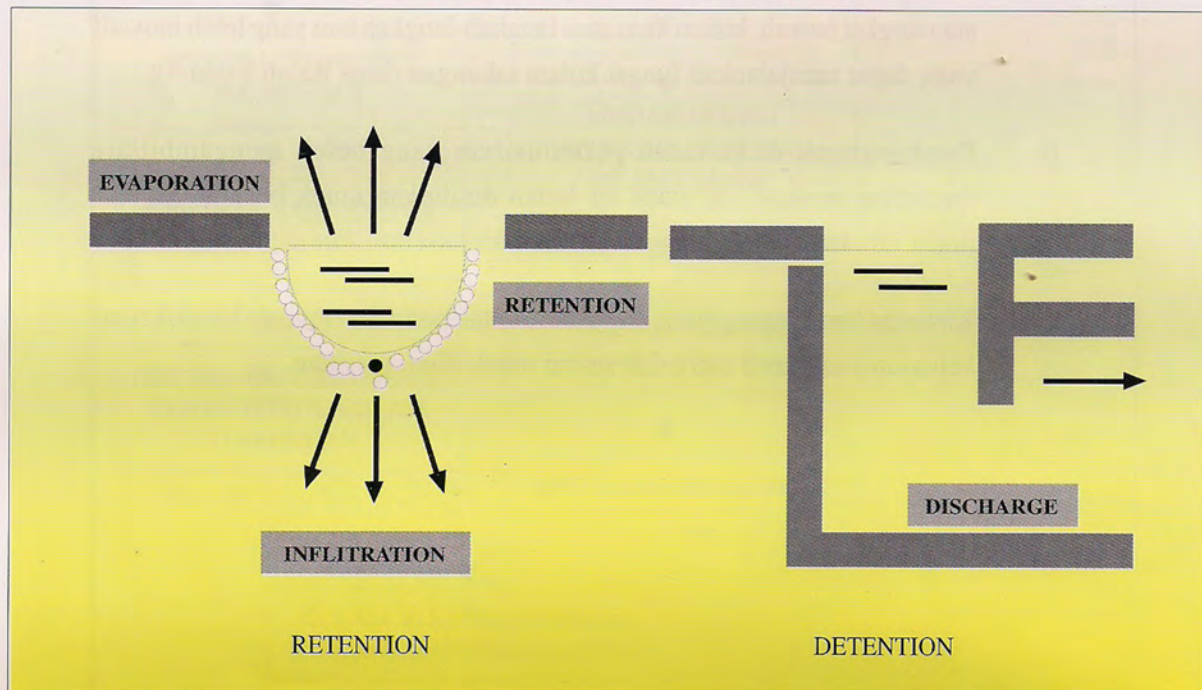 EVAPORATION
RETENTION
INFLITRATION
DISCHARGE
RETENTION
DETENTION